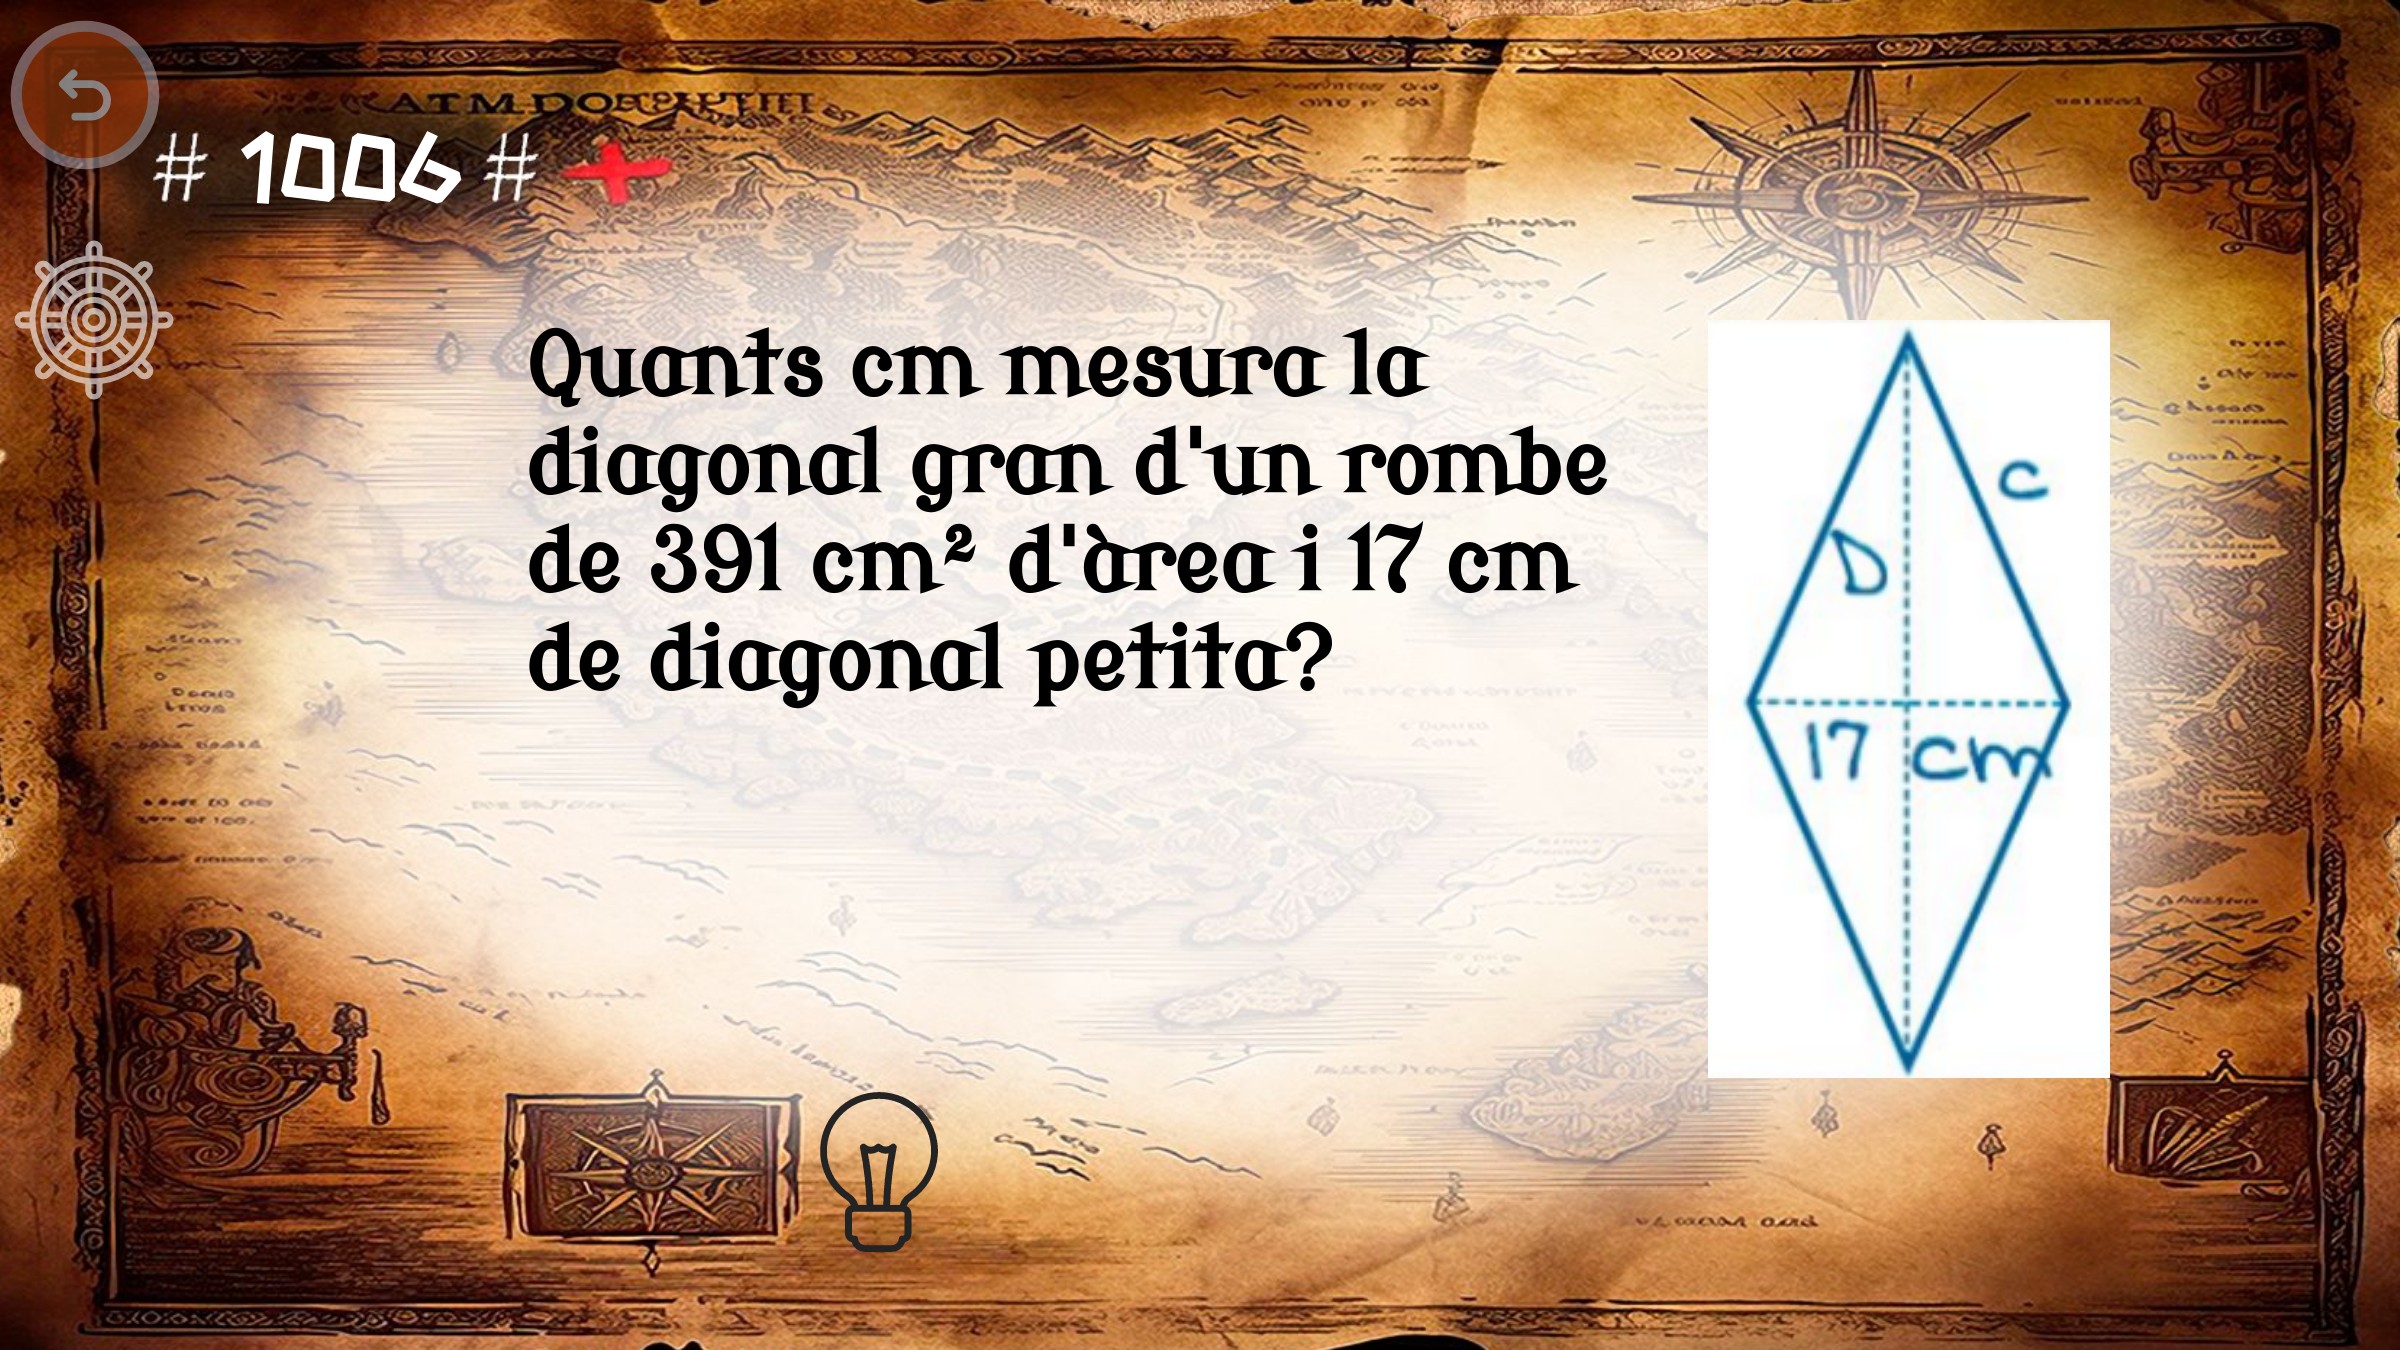 # 1006 #
Quants cm mesura la
diagonal gran d'un rombe
de 391 cm² d'àrea i 17 cm
de diagonal petita?
C
D
17 cm